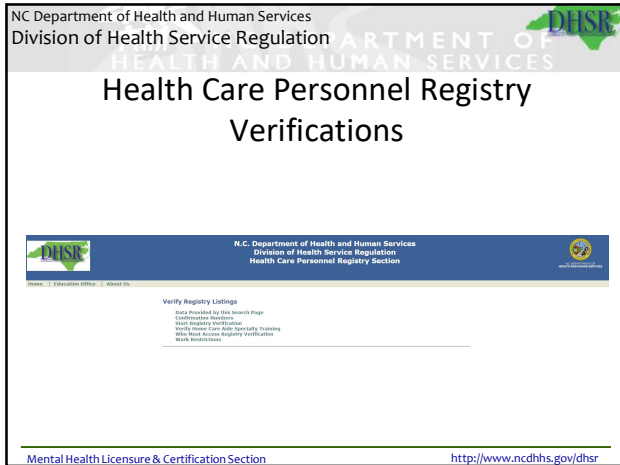 NC Department of Health and Human Services
Division of Health Service Regulation
DHSR
DEPARTMENT OF
HEALTH AND HUMAN SERVICES
Health Care Personnel Registry
Verifications
DHSR
N.C. Department of Health and Human Services
Division of Health Service Regulation
Health Care Personnel Registry Section
Home | Education Office | About Us
Verify Registry Listings
Data Provided by this Search Page
Confirmation Numbers
Start Registry Verification
Verify Home Care Aide Specialty Training
Who Must Access Registry Verification
Work Restrictions
Mental Health Licensure & Certification Section
http://www.ncdhhs.gov/dhsr